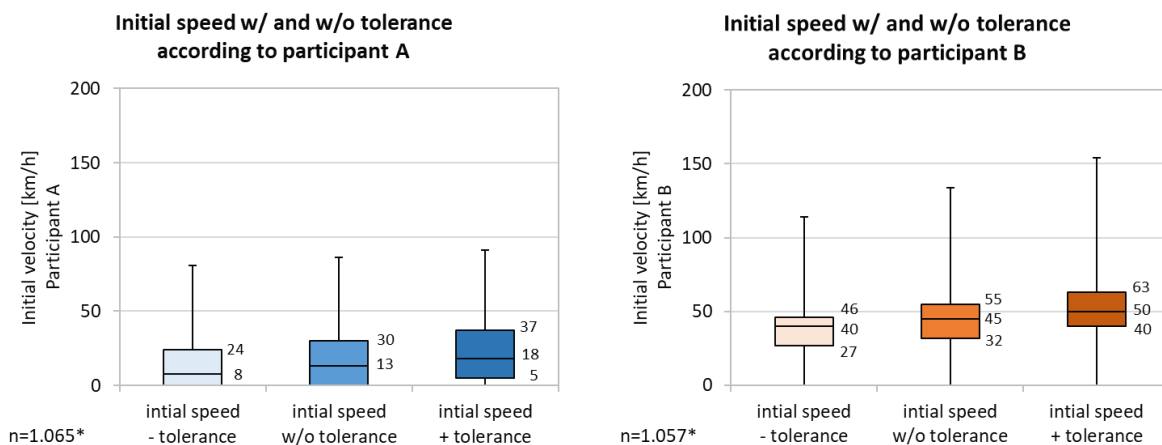 Initial speed w/ and w/o tolerance
according to participant A
Initial velocity [km/h]
Participant A
200
150
100
50
0
24
8
30
13
37
18
5
intial speed
- tolerance
intial speed
w/o tolerance
intial speed
+ tolerance
n=1.065*
Initial speed w/ and w/o tolerance
according to participant B
Initial velocity [km/h]
Participant B
200
150
100
50
0
46
40
27
55
45
32
63
50
40
intial speed
- tolerance
intial speed
w/o tolerance
intial speed
+ tolerance
n=1.057*